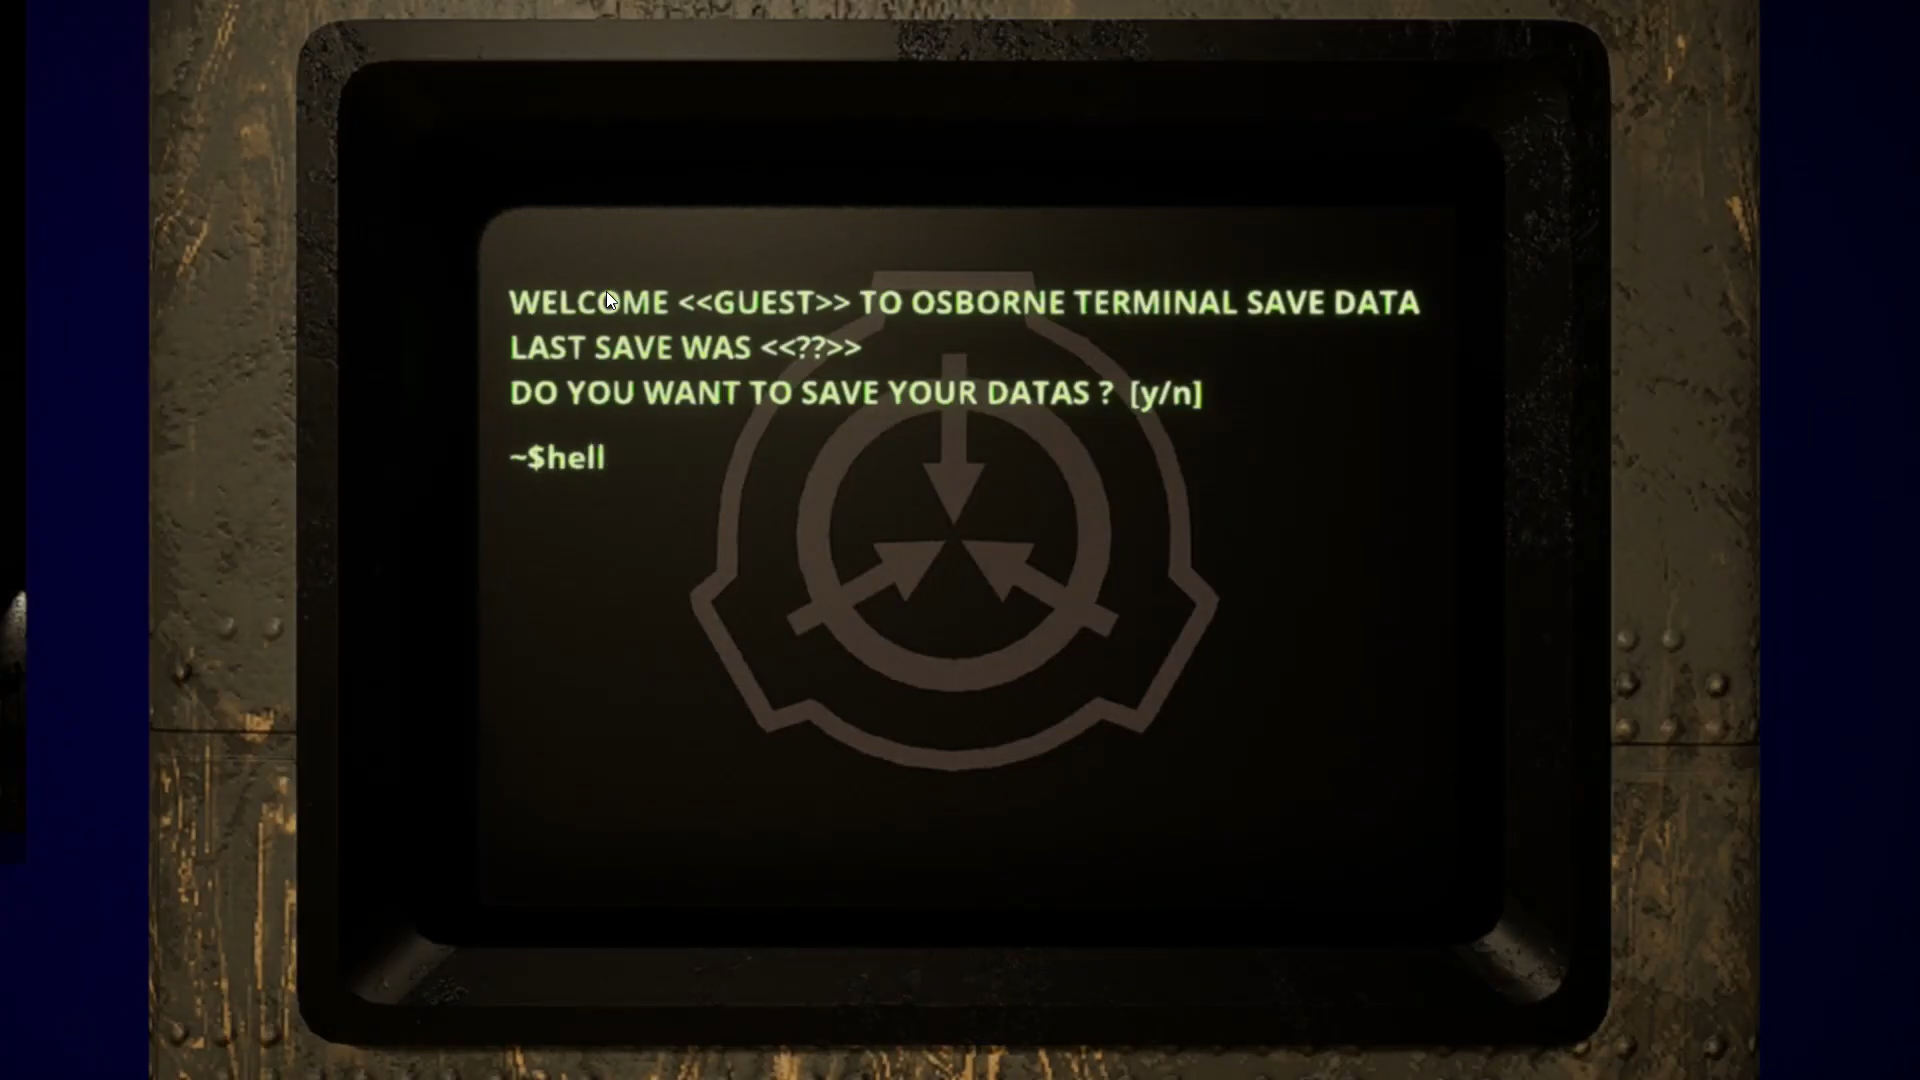 WELCOME <<GUEST>> TO OSBORNE TERMINAL SAVE DATA
LAST SAVE WAS <<??>>
DO YOU WANT TO SAVE YOUR DATAS ? [y/n]
~$hell